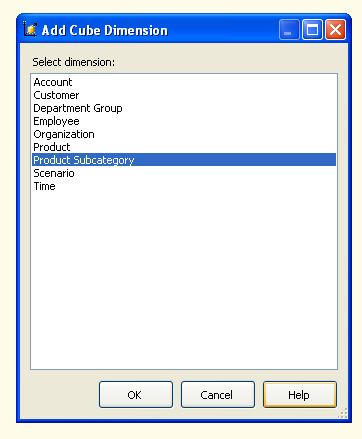 Add Cube Dimension
Select dimension:
Account
Customer
Department Group
Employee
Organization
Product
Product Subcategory
Scenario
Time
OK Cancel Help